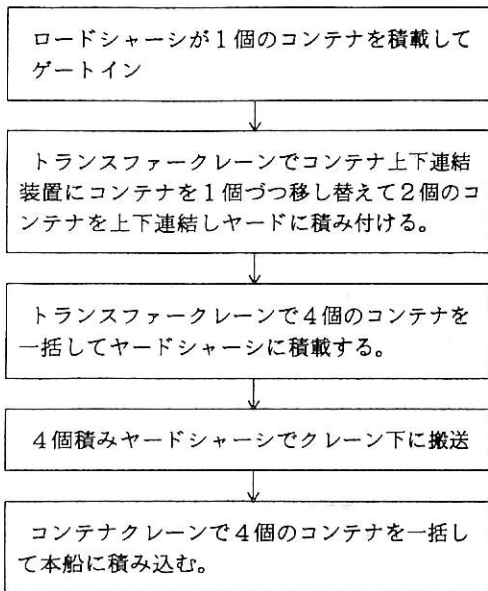 ロードシャーシが1個のコンテナを積載して
ゲートイン
トランスファークレーンでコンテナ上下連結
装置にコンテナを1個づつ移し替えて2個のコ
ンテナを上下連結しヤードに積み付ける。
トランスファークレーンで4個のコンテナを
一括してヤードシャーシに積載する。
4個積みヤードシャーシでクレーン下に搬送
コンテナクレーンで4個のコンテナを一括し
て本船に積み込む。